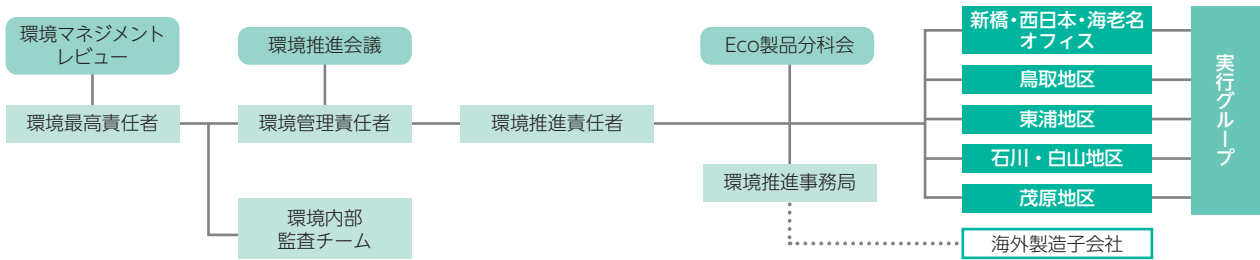 環境マネジメント
レビュー
環境推進会議
Eco製品分科会
新橋・西日本・海老名
オフィス
鳥取地区
東浦地区
石川・白山地区
茂原地区
実行グループ
環境最高責任者
環境管理責任者
環境推進責任者
環境推進事務局
環境内部
監査チーム
海外製造子会社